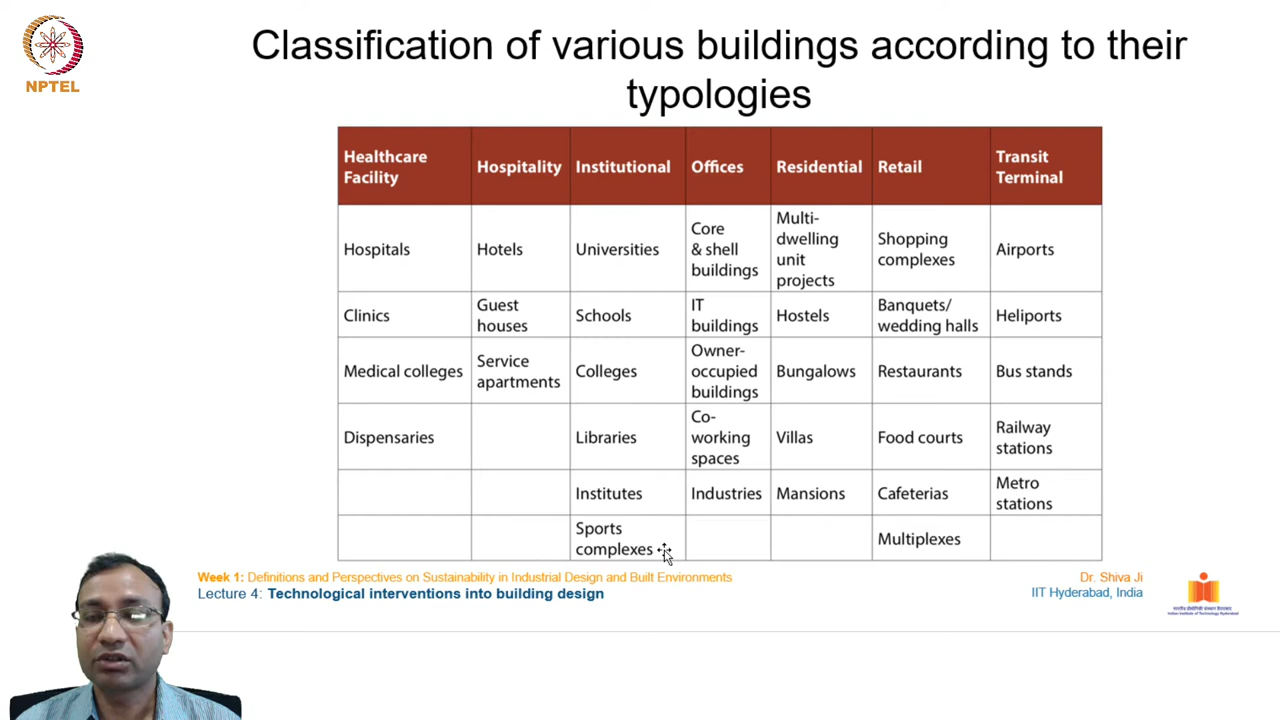 NPTEL
Classification of various buildings according to their
typologies
Healthcare
Facility
Hospitality
Institutional
Offices
Residential
Retail
Transit
Terminal
Hospitals
Hotels
Universities
Core
& shell
buildings
Multi-
dwelling
unit
projects
Shopping
complexes
Airports
Clinics
Guest
houses
Schools
IT
buildings
Hostels
Banquets/
wedding halls
Heliports
Medical colleges
Service
apartments
Colleges
Owner-
occupied
buildings
Bungalows
Restaurants
Bus stands
Dispensaries
Libraries
Co-
working
spaces
Villas
Food courts
Railway
stations
Institutes
Industries
Mansions
Cafeterias
Metro
stations
Sports
complexes
Multiplexes
Week 1: Definitions and Perspectives on Sustainability in Industrial Design and Built Environments
Lecture 4: Technological interventions into building design
Dr. Shiva Ji
IIT Hyderabad, India
Indian Institute of Technology Hyderabad